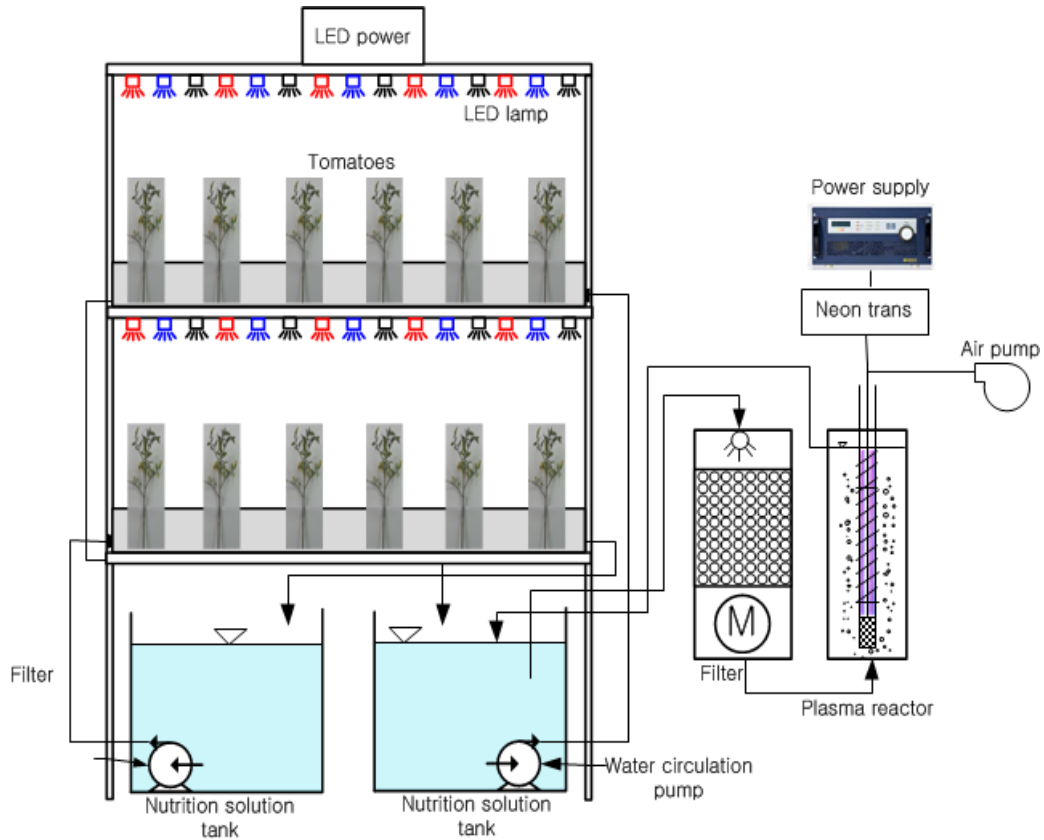 LED power
LED lamp
Tomatoes
Power supply
Neon trans
Air pump
M
Filter
Filter
Plasma reactor
Water circulation
pump
Nutrition solution
tank
Nutrition solution
tank